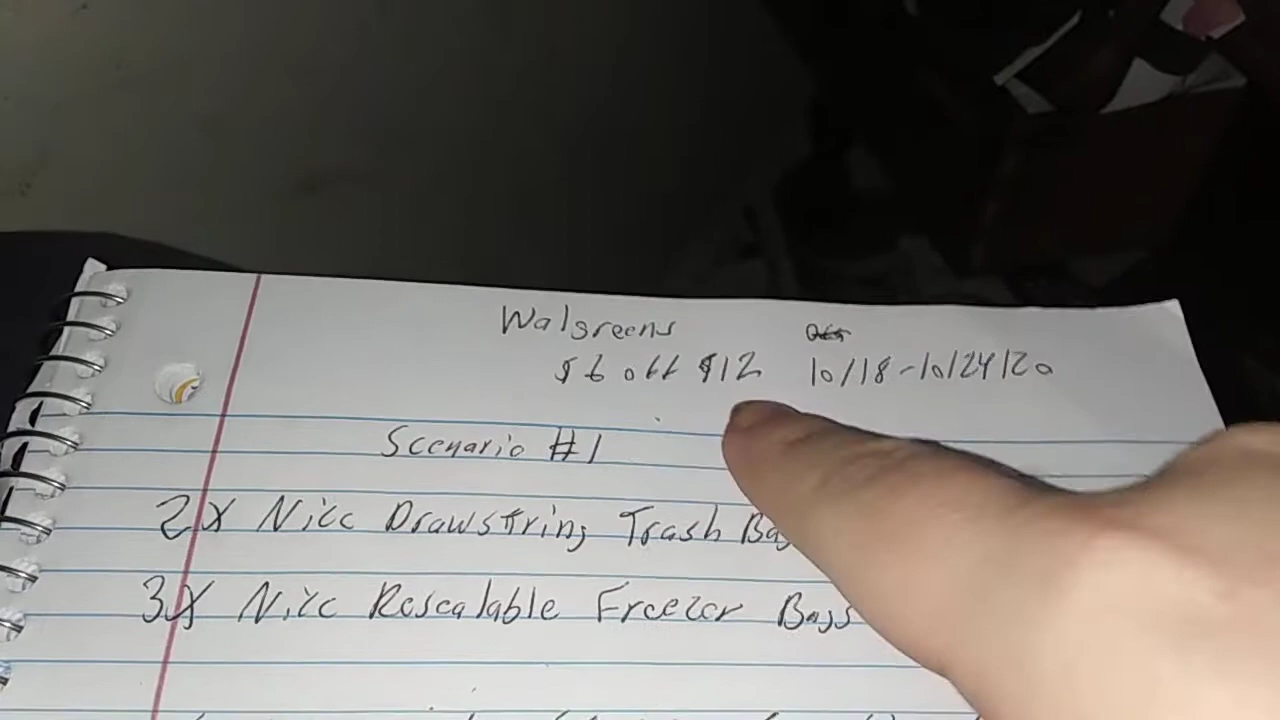 Walgreens
$6 off $12 10/18-10/24/20
Scenario #1
2X Nice Drawstring Trash
3X Nice Resealable Freezer Bags